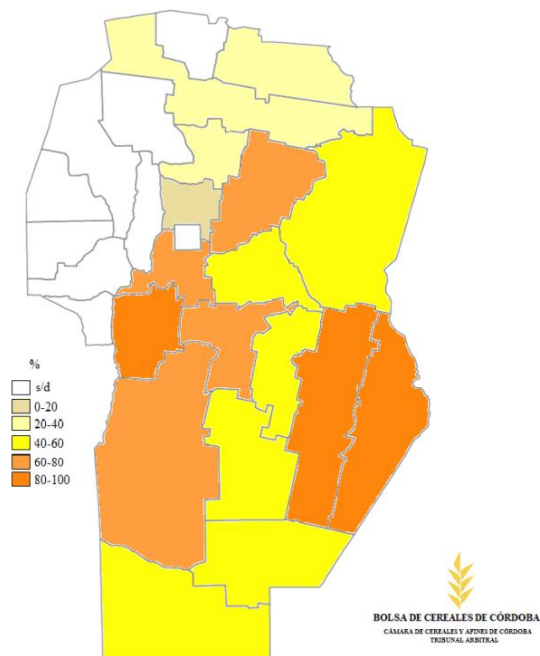 %
s/d
0-20
20-40
40-60
60-80
80-100
BOLSA DE CEREALES DE CÓRDOBA
CÁMARA DE CEREALES Y AFINES DE CÓRDOBA
TRIBUNAL ARBITRAL